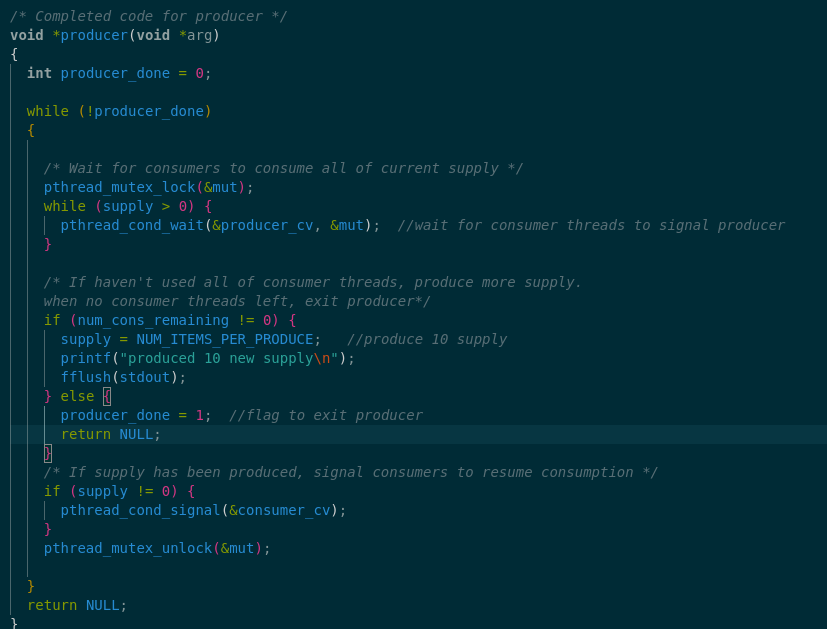 /* Completed code for producer */
void *producer(void *arg)
{
  int producer_done = 0;

  while (!producer_done)
  {

    /* Wait for consumers to consume all of current supply */
    pthread_mutex_lock(&mut);
    while (supply > 0) {
      pthread_cond_wait(&producer_cv, &mut);  //wait for consumer threads to signal producer
    }

    /* If haven't used all of consumer threads, produce more supply.
    when no consumer threads left, exit producer*/
    if (num_cons_remaining != 0) {
      supply = NUM_ITEMS_PER_PRODUCE;   //produce 10 supply
      printf("produced 10 new supply\n");
      fflush(stdout);
    } else {
      producer_done = 1;  //flag to exit producer
      return NULL;
    }
    /* If supply has been produced, signal consumers to resume consumption */
    if (supply != 0) {
      pthread_cond_signal(&consumer_cv);
    }
    pthread_mutex_unlock(&mut);

  }
  return NULL;
}